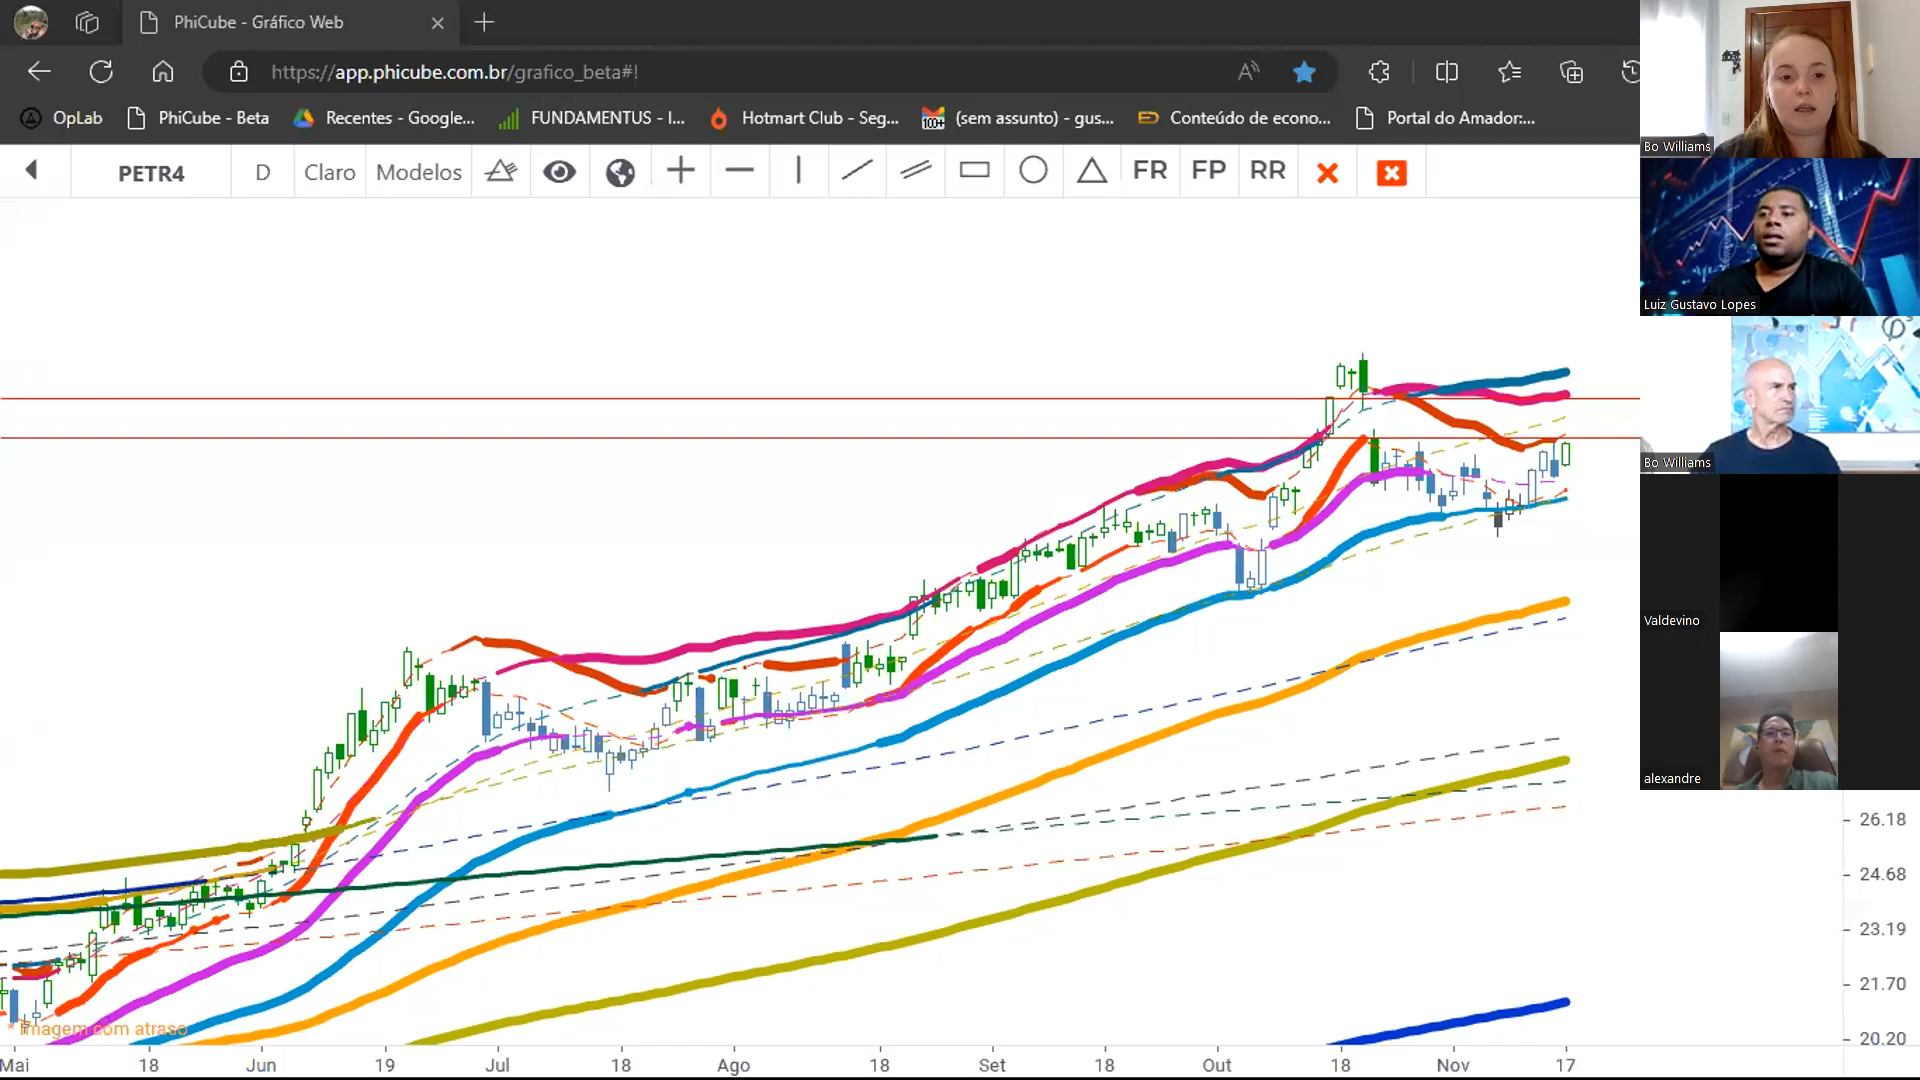 PhiCube - Gráfico Web
https://app.phicube.com.br/grafico_beta#!
OpLab PhiCube - Beta Recentes - Google... FUNDAMENTUS - I... Hotmart Club - Seg... 100+ (sem assunto) - gus... Conteúdo de econo... Portal do Amador:...
PETR4 D Claro Modelos FR FP RR
Bo Williams
Luiz Gustavo Lopes
Bo Williams
Valdevino
alexandre
26.18
24.68
23.19
21.70
20.20
* Imagem com atraso
Mai 18 Jun 19 Jul 18 Ago 18 Set 18 Out 18 Nov 17